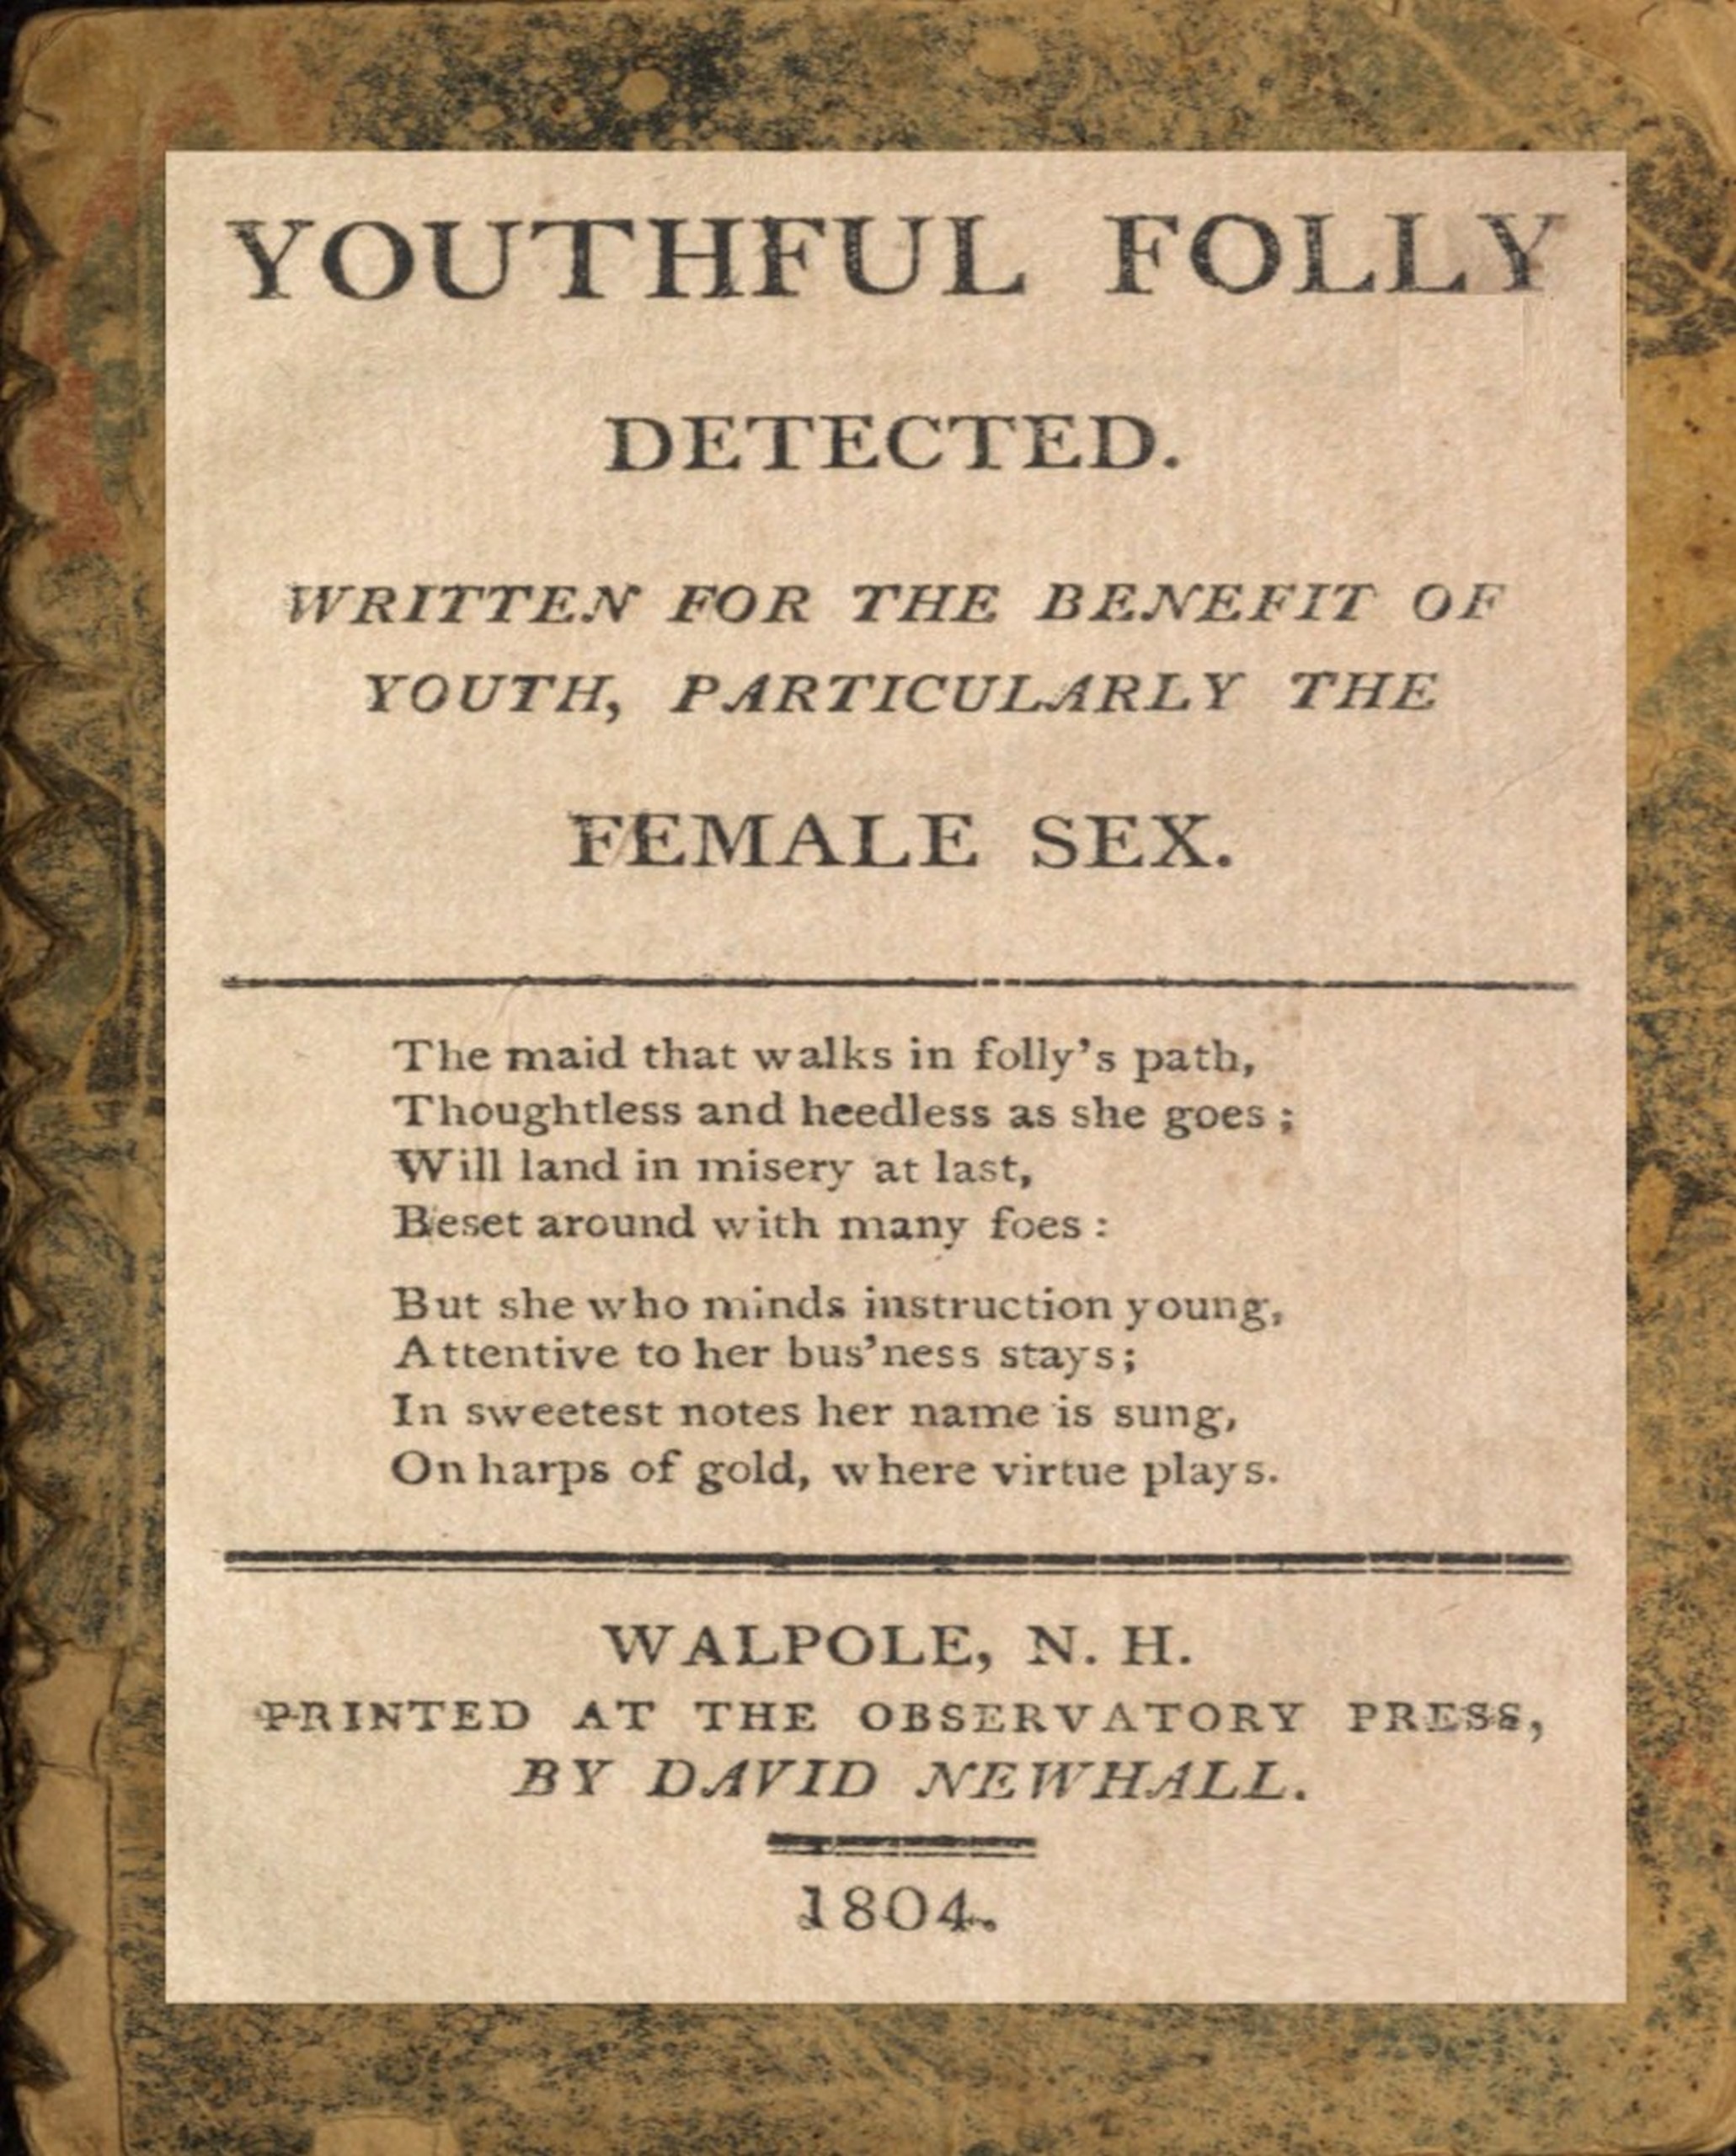 YOUTHFUL FOLLY
DETECTED.
WRITTEN FOR THE BENEFIT OF
YOUTH, PARTICULARLY THE
FEMALE SEX.
The maid that walks in folly's path,
Thoughtless and heedless as she goes ;
Will land in misery at last,
Beset around with many foes :
But she who minds instruction young,
Attentive to her bus'ness stays;
In sweetest notes her name is sung,
On harps of gold, where virtue plays.
WALPOLE, N. H.
PRINTED AT THE OBSERVATORY PRESS,
BY DAVID NEWHALL.
1804.